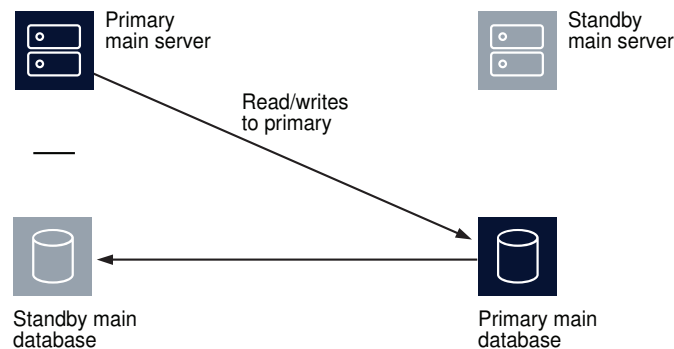 Primary
main server
Standby
main server
Read/writes
to primary
Standby main
database
Primary main
database